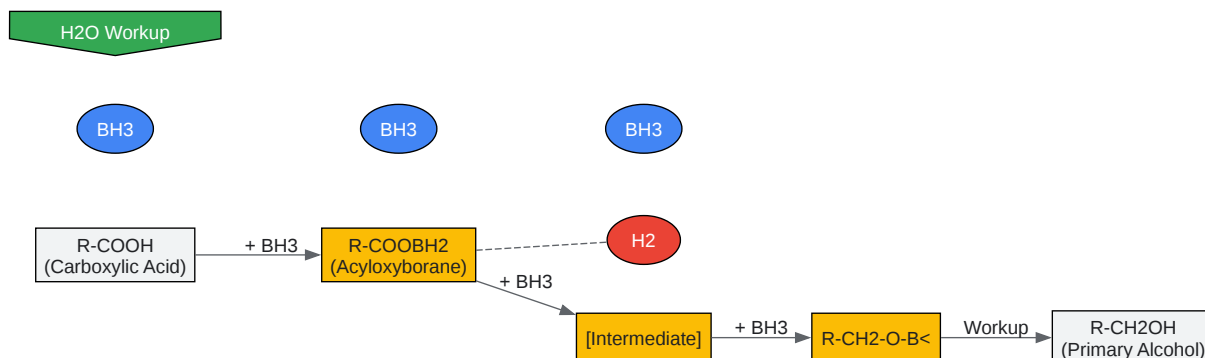 H2O Workup
BH3
BH3
BH3
R-COOH
(Carboxylic Acid)
+ BH3
R-COOBH2
(Acyloxyborane)
H2
+ BH3
[Intermediate]
+ BH3
R-CH2-O-B<
Workup
R-CH2OH
(Primary Alcohol)